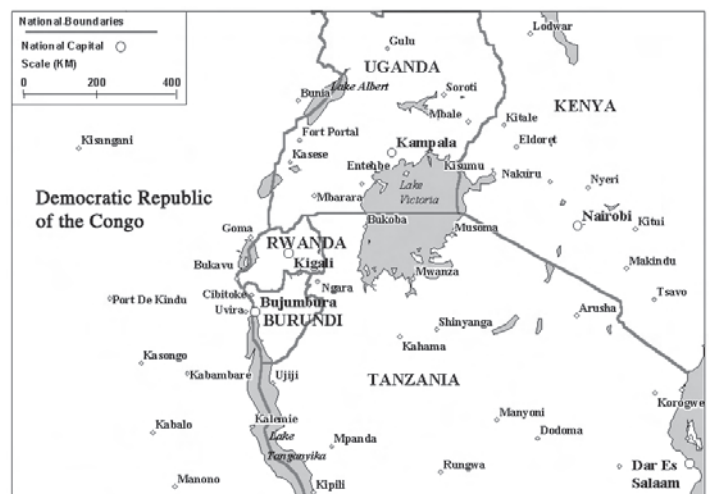 National Boundaries
National Capital
Scale (KM)
0 200 400
Lodwar
Gulu
UGANDA
Lake Albert
Bunia
Soroti
KENYA
Mbale
Kitale
Kisangani
Fort Portal
Eldoret
Kampala
Kasese
Entebbe
Kisumu
Nakuru
Nyeri
Democratic Republic
of the Congo
Mbarara
Lake
Victoria
Bukoba
Nairobi
Kitui
Goma
RWANDA
Musoma
Kigali
Bukavu
Makindu
Mwanza
Ngara
Cibitoke
Tsavo
Port De Kindu
Bujumbura
Uvira
BURUNDI
Arusha
Shinyanga
Kahama
Kasongo
Kabambare
Ujiji
TANZANIA
Korogwe
Kabalo
Kalemie
Manyoni
Dodoma
Lake
Tanganyika
Mpanda
Rungwa
Dar Es
Salaam
Manono
Kipili